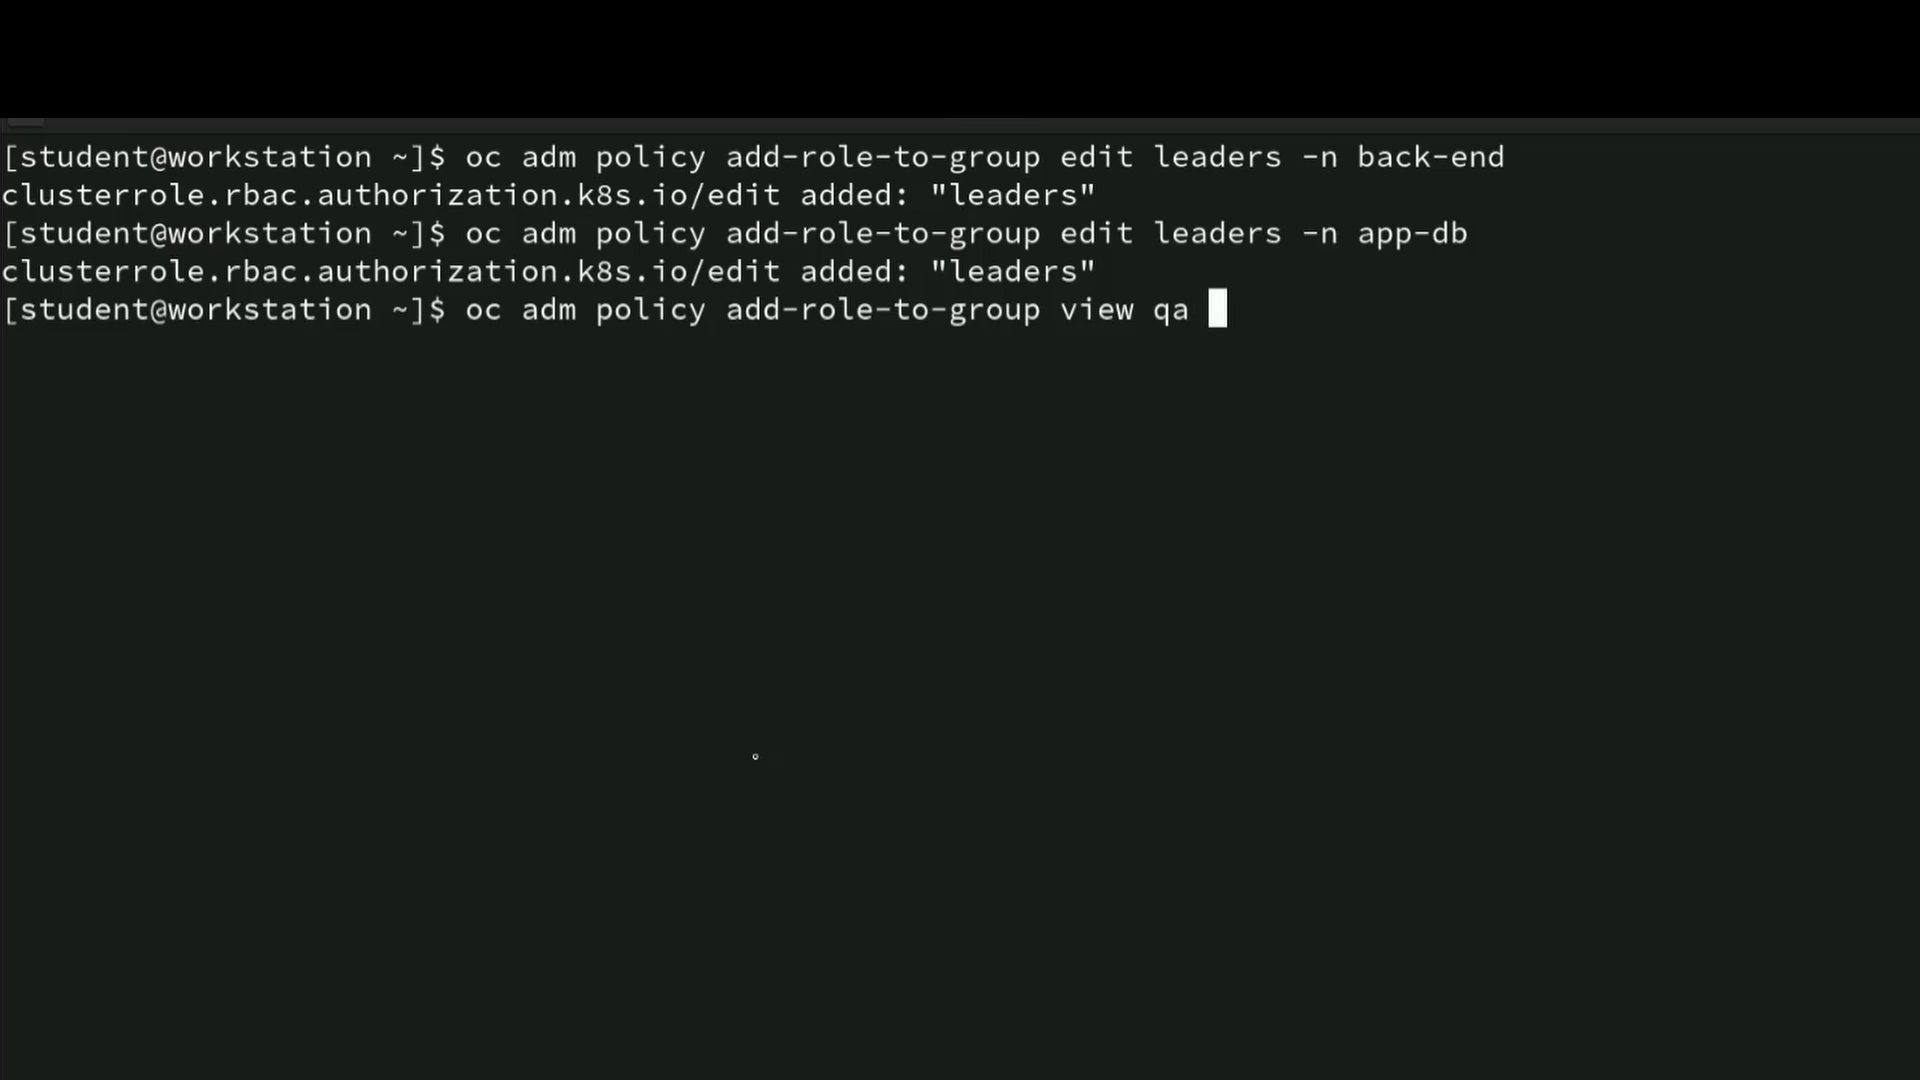 [student@workstation ~]$ oc adm policy add-role-to-group edit leaders -n back-end
clusterrole.rbac.authorization.k8s.io/edit added: "leaders"
[student@workstation ~]$ oc adm policy add-role-to-group edit leaders -n app-db
clusterrole.rbac.authorization.k8s.io/edit added: "leaders"
[student@workstation ~]$ oc adm policy add-role-to-group view qa